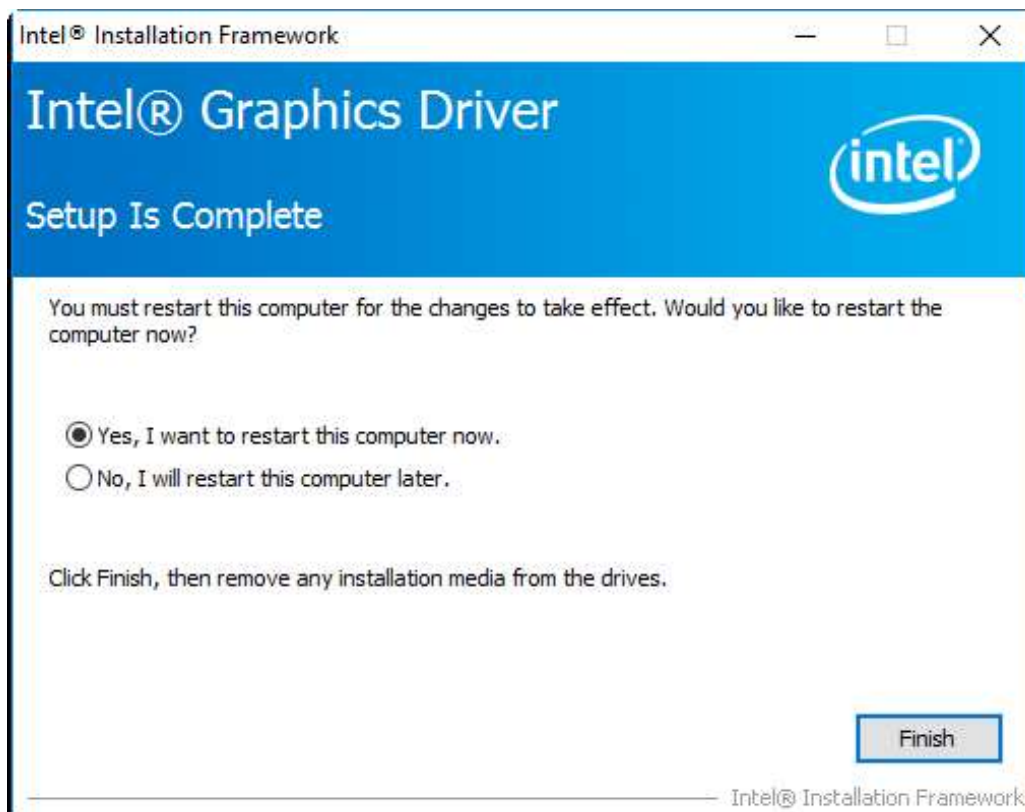 Intel® Installation Framework
Intel® Graphics Driver
intel
Setup Is Complete
You must restart this computer for the changes to take effect. Would you like to restart the
computer now?
Yes, I want to restart this computer now.
No, I will restart this computer later.
Click Finish, then remove any installation media from the drives.
Finish
Intel® Installation Framework